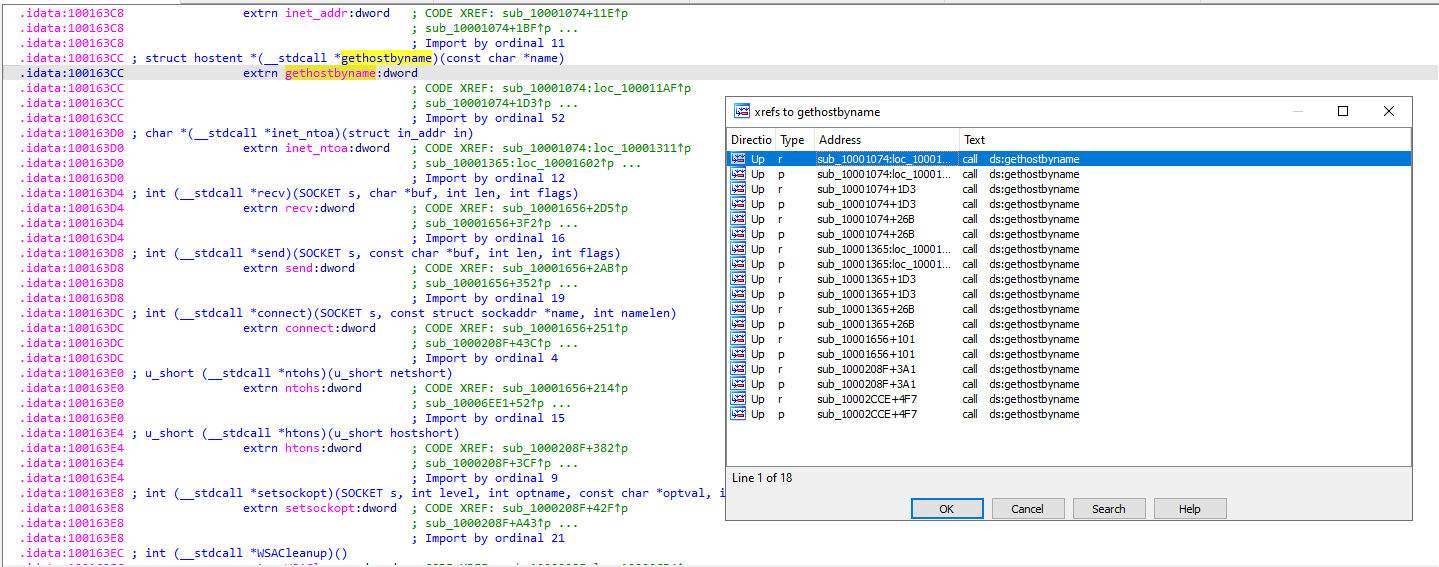 .idata:100163C8 extrn inet_addr:dword ; CODE XREF: sub_10001074+11E↑p
.idata:100163C8 ; sub_10001074+1BF↑p ...
.idata:100163C8 ; Import by ordinal 11
.idata:100163CC ; struct hostent *(__stdcall *gethostbyname)(const char *name)
.idata:100163CC extrn gethostbyname:dword
.idata:100163CC ; CODE XREF: sub_10001074:loc_100011AF↑p
.idata:100163CC ; sub_10001074+1D3↑p ...
.idata:100163CC ; Import by ordinal 52
.idata:100163D0 ; char *(__stdcall *inet_ntoa)(struct in_addr in)
.idata:100163D0 extrn inet_ntoa:dword ; CODE XREF: sub_10001074:loc_10001311↑p
.idata:100163D0 ; sub_10001365:loc_10001602↑p ...
.idata:100163D0 ; Import by ordinal 12
.idata:100163D4 ; int (__stdcall *recv)(SOCKET s, char *buf, int len, int flags)
.idata:100163D4 extrn recv:dword ; CODE XREF: sub_10001656+2D5↑p
.idata:100163D4 ; sub_10001656+3F2↑p ...
.idata:100163D4 ; Import by ordinal 16
.idata:100163D8 ; int (__stdcall *send)(SOCKET s, const char *buf, int len, int flags)
.idata:100163D8 extrn send:dword ; CODE XREF: sub_10001656+2AB↑p
.idata:100163D8 ; sub_10001656+352↑p ...
.idata:100163D8 ; Import by ordinal 19
.idata:100163DC ; int (__stdcall *connect)(SOCKET s, const struct sockaddr *name, int namelen)
.idata:100163DC extrn connect:dword ; CODE XREF: sub_10001656+251↑p
.idata:100163DC ; sub_1000208F+43C↑p ...
.idata:100163DC ; Import by ordinal 4
.idata:100163E0 ; u_short (__stdcall *ntohs)(u_short netshort)
.idata:100163E0 extrn ntohs:dword ; CODE XREF: sub_10001656+214↑p
.idata:100163E0 ; sub_10006EE1+52↑p ...
.idata:100163E0 ; Import by ordinal 15
.idata:100163E4 ; u_short (__stdcall *htons)(u_short hostshort)
.idata:100163E4 extrn htons:dword ; CODE XREF: sub_1000208F+382↑p
.idata:100163E4 ; sub_1000208F+3CF↑p ...
.idata:100163E4 ; Import by ordinal 9
.idata:100163E8 ; int (__stdcall *setsockopt)(SOCKET s, int level, int optname, const char *optval, i
.idata:100163E8 extrn setsockopt:dword ; CODE XREF: sub_1000208F+42F↑p
.idata:100163E8 ; sub_1000208F+A43↑p ...
.idata:100163E8 ; Import by ordinal 21
.idata:100163EC ; int (__stdcall *WSACleanup)()
xrefs to gethostbyname
Directio Type Address Text
Up r sub_10001074:loc_10001... call ds:gethostbyname
Up p sub_10001074:loc_10001... call ds:gethostbyname
Up r sub_10001074+1D3 call ds:gethostbyname
Up p sub_10001074+1D3 call ds:gethostbyname
Up r sub_10001074+26B call ds:gethostbyname
Up p sub_10001074+26B call ds:gethostbyname
Up r sub_10001365:loc_10001... call ds:gethostbyname
Up p sub_10001365:loc_10001... call ds:gethostbyname
Up r sub_10001365+1D3 call ds:gethostbyname
Up p sub_10001365+1D3 call ds:gethostbyname
Up r sub_10001365+26B call ds:gethostbyname
Up p sub_10001365+26B call ds:gethostbyname
Up r sub_10001656+101 call ds:gethostbyname
Up p sub_10001656+101 call ds:gethostbyname
Up r sub_1000208F+3A1 call ds:gethostbyname
Up p sub_1000208F+3A1 call ds:gethostbyname
Up r sub_10002CCE+4F7 call ds:gethostbyname
Up p sub_10002CCE+4F7 call ds:gethostbyname
Line 1 of 18
OK Cancel Search Help